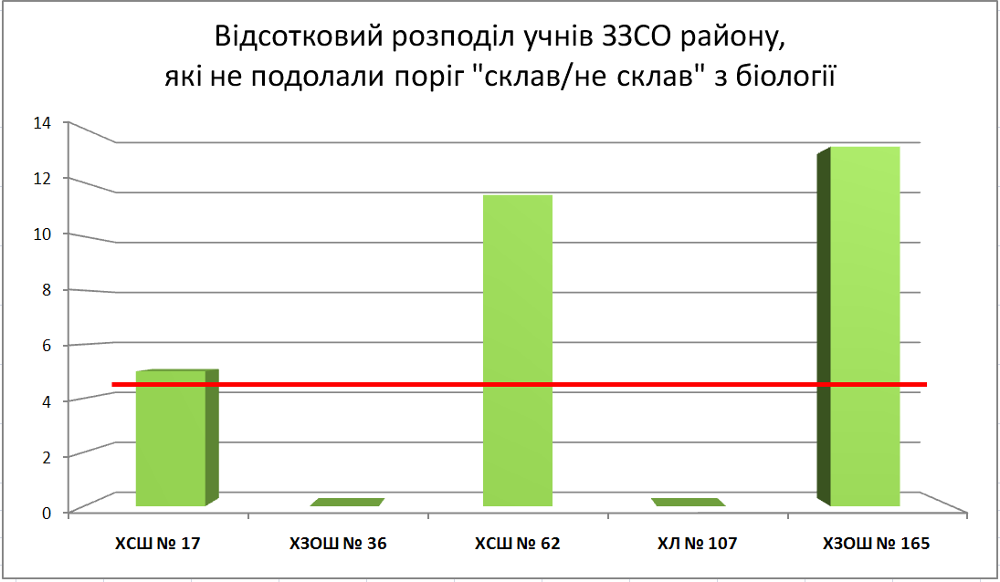 Відсотковий розподіл учнів ЗЗСО району,
які не подолали поріг "склав/не склав" з біології
14
12
10
8
6
4
2
0
ХСШ № 17 ХЗОШ № 36 ХСШ № 62 ХЛ № 107 ХЗОШ № 165